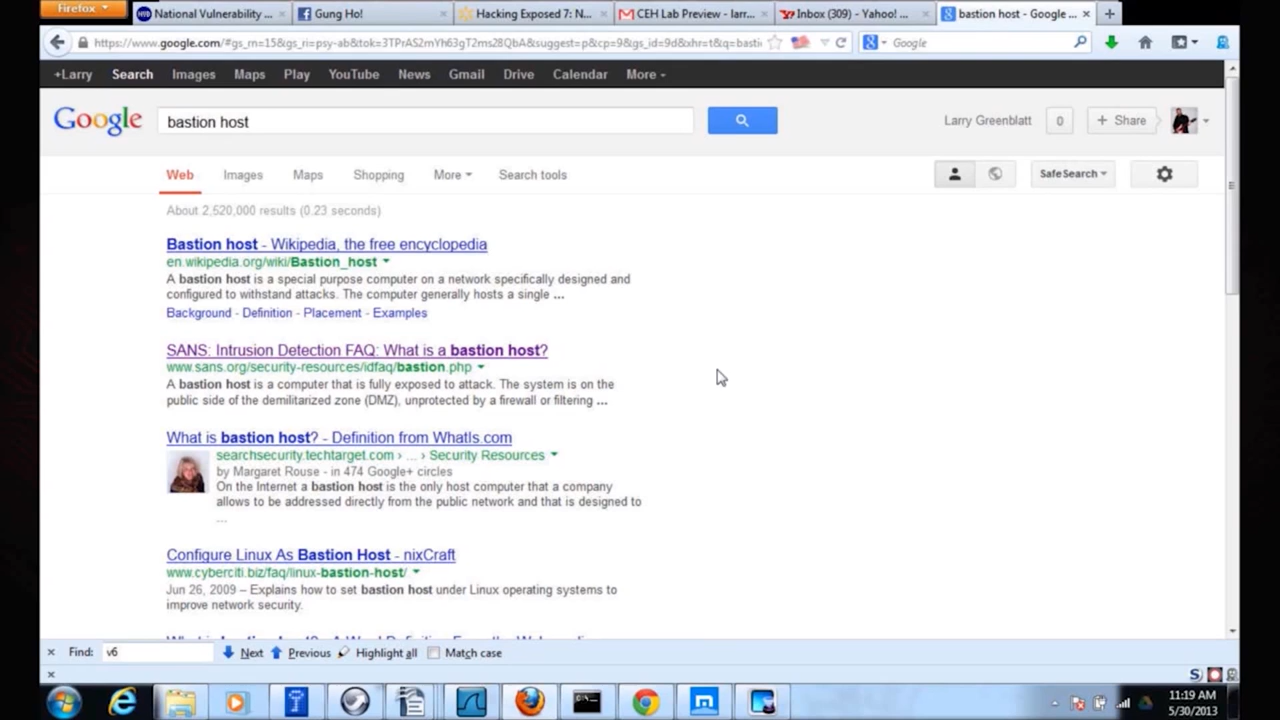 Firefox
National Vulnerability ...
Gung Ho!
Hacking Exposed 7: N...
CEH Lab Preview - larr...
Inbox (309) - Yahoo! ...
bastion host - Google ...
https://www.google.com/#gs_rn=15&gs_ri=psy-ab&tok=3TPrAS2mYh63gT2ms28QbA&suggest=p&cp=9&gs_id=9d&xhr=t&q=basti
Google
+Larry Search Images Maps Play YouTube News Gmail Drive Calendar More
Google
bastion host
Larry Greenblatt 0 + Share
Web Images Maps Shopping More Search tools
SafeSearch
About 2,520,000 results (0.23 seconds)
Bastion host - Wikipedia, the free encyclopedia
en.wikipedia.org/wiki/Bastion_host
A bastion host is a special purpose computer on a network specifically designed and
configured to withstand attacks. The computer generally hosts a single ...
Background - Definition - Placement - Examples
SANS: Intrusion Detection FAQ: What is a bastion host?
www.sans.org/security-resources/idfaq/bastion.php
A bastion host is a computer that is fully exposed to attack. The system is on the
public side of the demilitarized zone (DMZ), unprotected by a firewall or filtering ...
What is bastion host? - Definition from WhatIs.com
searchsecurity.techtarget.com › ... › Security Resources
by Margaret Rouse - in 474 Google+ circles
On the Internet a bastion host is the only host computer that a company
allows to be addressed directly from the public network and that is designed to
...
Configure Linux As Bastion Host - nixCraft
www.cyberciti.biz/faq/linux-bastion-host/
Jun 26, 2009 – Explains how to set bastion host under Linux operating systems to
improve network security.
Find: v6 Next Previous Highlight all Match case
11:19 AM
5/30/2013